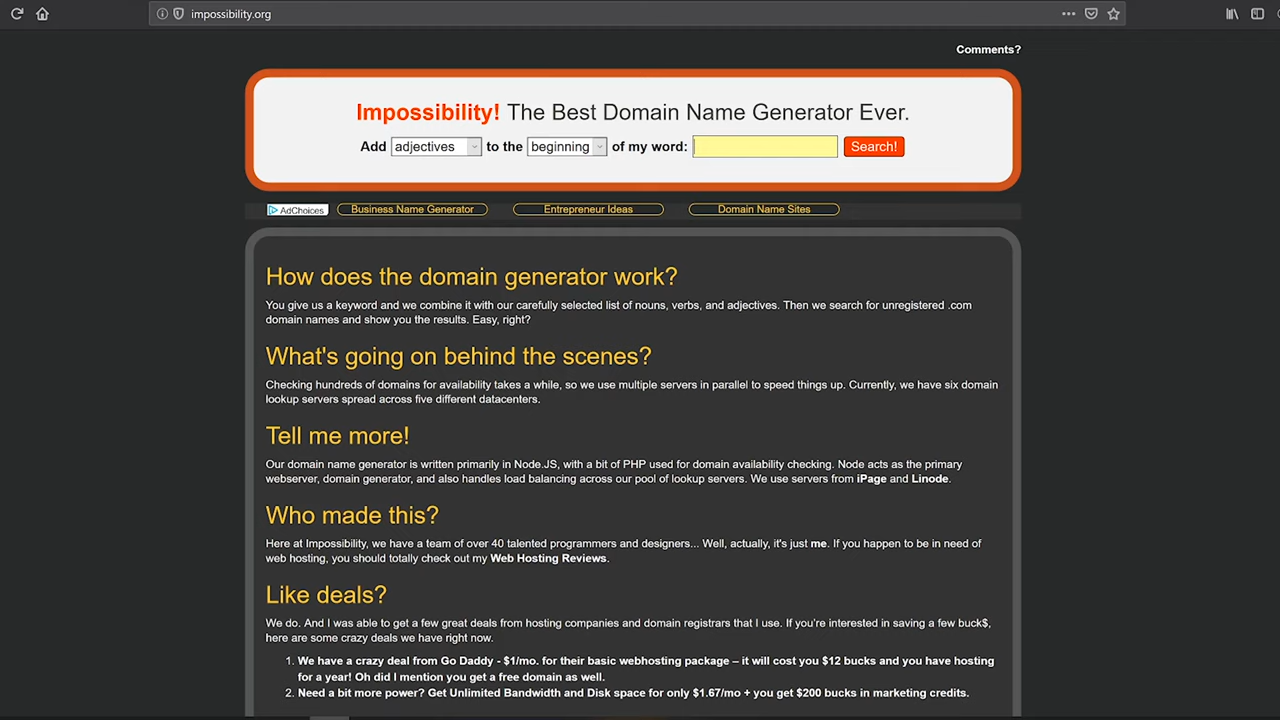 impossibility.org
Comments?
Impossibility! The Best Domain Name Generator Ever.
Add adjectives to the beginning of my word: Search!
AdChoices Business Name Generator Entrepreneur Ideas Domain Name Sites
How does the domain generator work?
You give us a keyword and we combine it with our carefully selected list of nouns, verbs, and adjectives. Then we search for unregistered .com
domain names and show you the results. Easy, right?
What's going on behind the scenes?
Checking hundreds of domains for availability takes a while, so we use multiple servers in parallel to speed things up. Currently, we have six domain
lookup servers spread across five different datacenters.
Tell me more!
Our domain name generator is written primarily in Node.JS, with a bit of PHP used for domain availability checking. Node acts as the primary
webserver, domain generator, and also handles load balancing across our pool of lookup servers. We use servers from iPage and Linode.
Who made this?
Here at Impossibility, we have a team of over 40 talented programmers and designers... Well, actually, it's just me. If you happen to be in need of
web hosting, you should totally check out my Web Hosting Reviews.
Like deals?
We do. And I was able to get a few great deals from hosting companies and domain registrars that I use. If you're interested in saving a few buck$,
here are some crazy deals we have right now.
1. We have a crazy deal from Go Daddy - $1/mo. for their basic webhosting package – it will cost you $12 bucks and you have hosting
for a year! Oh did I mention you get a free domain as well.
2. Need a bit more power? Get Unlimited Bandwidth and Disk space for only $1.67/mo + you get $200 bucks in marketing credits.